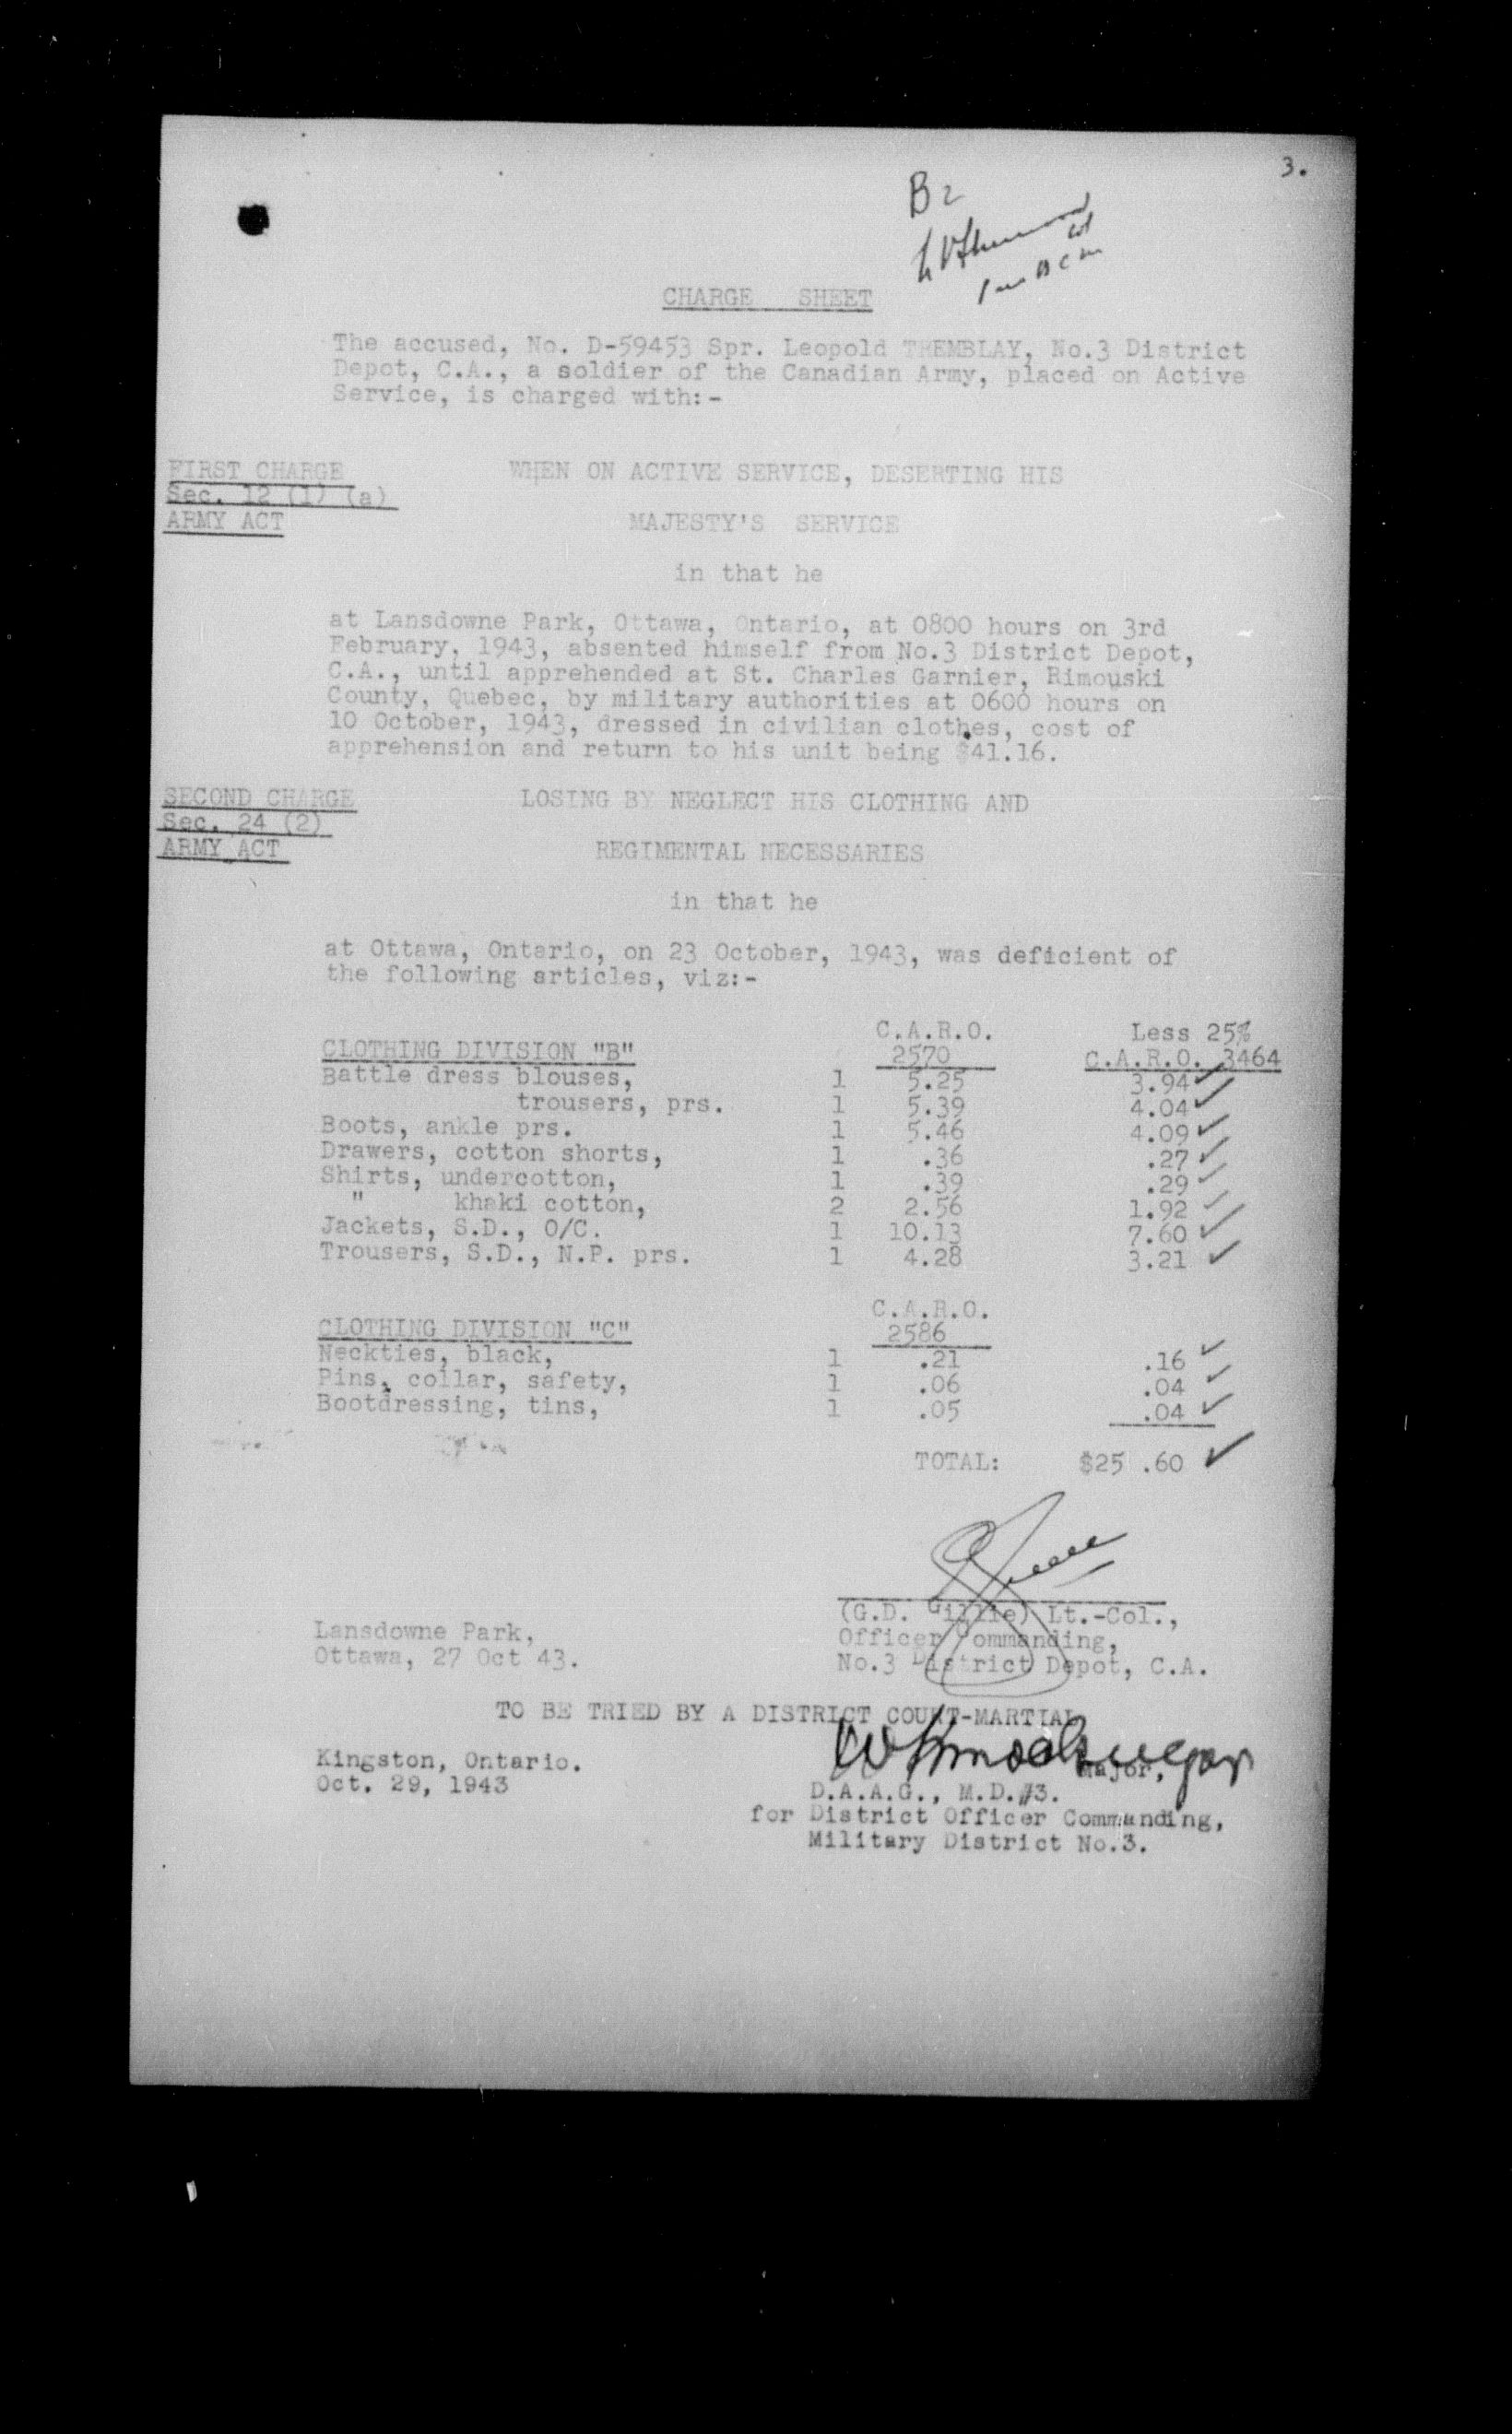 3.
B2
CHARGE SHEET
The accused, No. D-59453 Spr. Leopold TREMBLAY, No.3 District
Depot, C.A., a soldier of the Canadian Army, placed on Active
Service, is charged with:-
FIRST CHARGE WHEN ON ACTIVE SERVICE, DESERTING HIS
Sec. 12 (1) (a)
ARMY ACT MAJESTY'S SERVICE
in that he
at Lansdowne Park, Ottawa, Ontario, at 0800 hours on 3rd
February, 1943, absented himself from No.3 District Depot,
C.A., until apprehended at St. Charles Garnier, Rimouski
County, Quebec, by military authorities at 0600 hours on
10 October, 1943, dressed in civilian clothes, cost of
apprehension and return to his unit being $41.16.
SECOND CHARGE LOSING BY NEGLECT HIS CLOTHING AND
Sec. 24 (2)
ARMY ACT REGIMENTAL NECESSARIES
in that he
at Ottawa, Ontario, on 23 October, 1943, was deficient of
the following articles, viz:-
C.A.R.O. Less 25%
CLOTHING DIVISION "B" 2570 C.A.R.O. 3464
Battle dress blouses, 1 5.25 3.94
trousers, prs. 1 5.39 4.04
Boots, ankle prs. 1 5.46 4.09
Drawers, cotton shorts, 1 .36 .27
Shirts, undercotton, 1 .39 .29
" khaki cotton, 2 2.56 1.92
Jackets, S.D., O/C. 1 10.13 7.60
Trousers, S.D., N.P. prs. 1 4.28 3.21
C.A.R.O.
CLOTHING DIVISION "C" 2586
Neckties, black, 1 .21 .16
Pins, collar, safety, 1 .06 .04
Bootdressing, tins, 1 .05 .04
TOTAL: $25 .60
(G.D. Gillie) Lt.-Col.,
Lansdowne Park, Officer Commanding,
Ottawa, 27 Oct 43. No.3 District Depot, C.A.
TO BE TRIED BY A DISTRICT COURT-MARTIAL
Kingston, Ontario. Major,
Oct. 29, 1943 D.A.A.G., M.D.#3.
for District Officer Commanding,
Military District No.3.